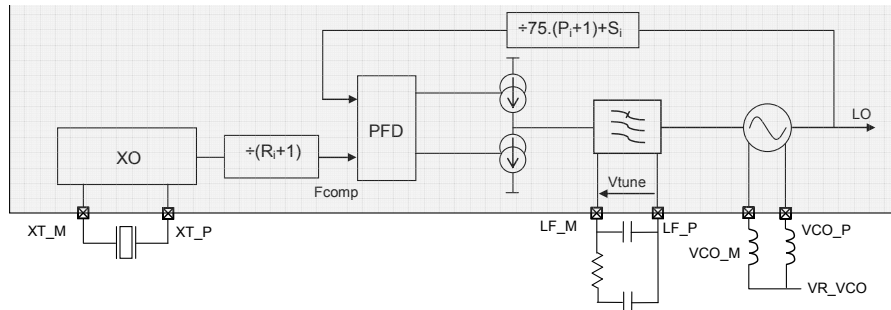 ÷75.(Pi+1)+Si
LO
PFD
XO
÷(Ri+1)
Fcomp
Vtune
XT_M
XT_P
LF_M
LF_P
VCO_M
VCO_P
VR_VCO